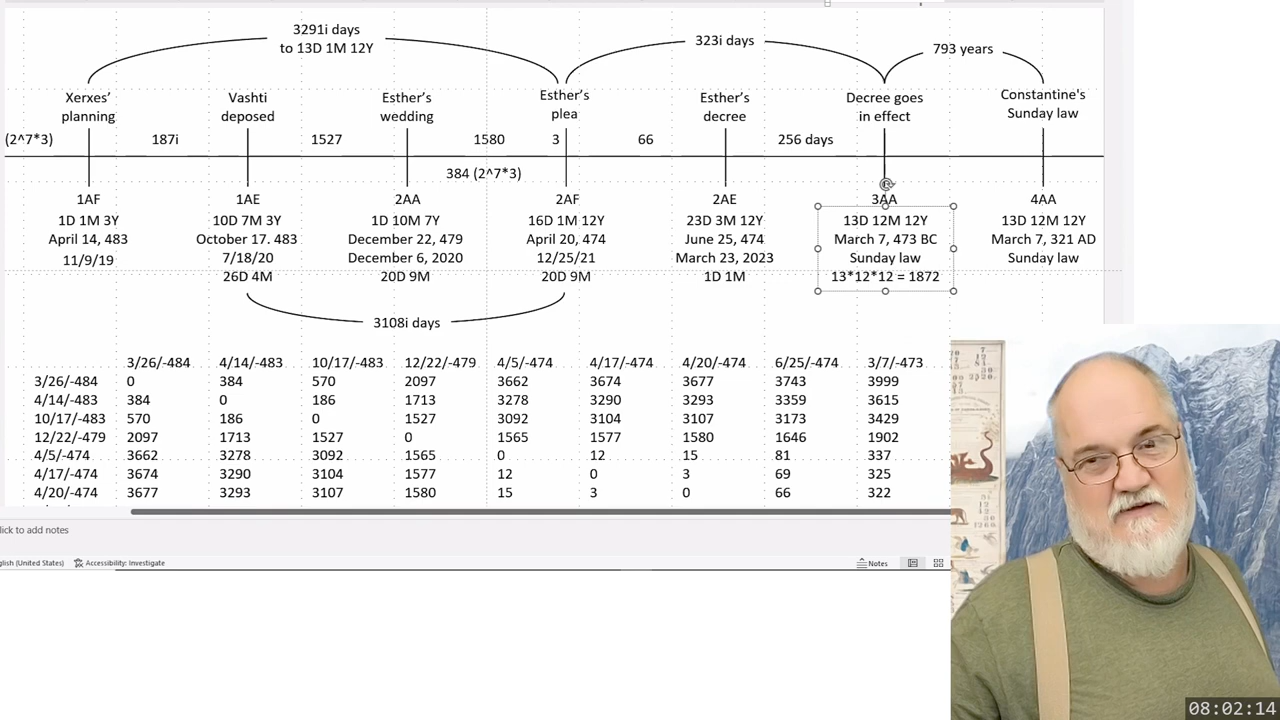 3291i days
to 13D 1M 12Y
323i days
793 years
Xerxes'
planning
Vashti
deposed
Esther's
wedding
Esther's
plea
Esther's
decree
Decree goes
in effect
Constantine's
Sunday law
(2^7*3) 187i 1527 1580 3 66 256 days
384 (2^7*3)
1AF
1D 1M 3Y
April 14, 483
11/9/19
1AE
10D 7M 3Y
October 17. 483
7/18/20
26D 4M
2AA
1D 10M 7Y
December 22, 479
December 6, 2020
20D 9M
2AF
16D 1M 12Y
April 20, 474
12/25/21
20D 9M
2AE
23D 3M 12Y
June 25, 474
March 23, 2023
1D 1M
3AA
13D 12M 12Y
March 7, 473 BC
Sunday law
13*12*12 = 1872
4AA
13D 12M 12Y
March 7, 321 AD
Sunday law
3108i days
3/26/-484 4/14/-483 10/17/-483 12/22/-479 4/5/-474 4/17/-474 4/20/-474 6/25/-474 3/7/-473
3/26/-484 0 384 570 2097 3662 3674 3677 3743 3999
4/14/-483 384 0 186 1713 3278 3290 3293 3359 3615
10/17/-483 570 186 0 1527 3092 3104 3107 3173 3429
12/22/-479 2097 1713 1527 0 1565 1577 1580 1646 1902
4/5/-474 3662 3278 3092 1565 0 12 15 81 337
4/17/-474 3674 3290 3104 1577 12 0 3 69 325
4/20/-474 3677 3293 3107 1580 15 3 0 66 322
lick to add notes
glish (United States) Accessibility: Investigate Notes
08:02:14